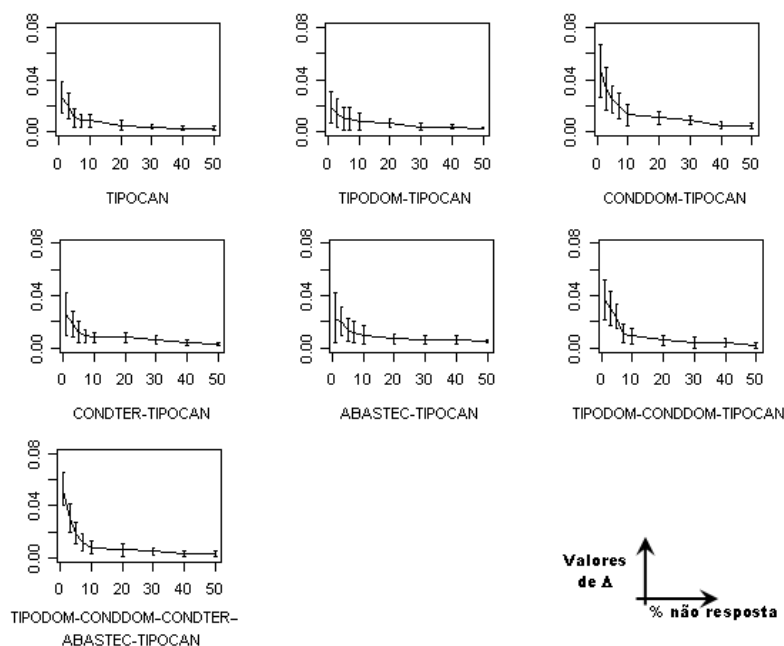 0.00 0.04 0.08
0 10 20 30 40 50
TIPOCAN
0.00 0.04 0.08
0 10 20 30 40 50
TIPODOM-TIPOCAN
0.00 0.04 0.08
0 10 20 30 40 50
CONDDOM-TIPOCAN
0.00 0.04 0.08
0 10 20 30 40 50
CONDTER-TIPOCAN
0.00 0.04 0.08
0 10 20 30 40 50
ABASTEC-TIPOCAN
0.00 0.04 0.08
0 10 20 30 40 50
TIPODOM-CONDDOM-TIPOCAN
0.00 0.04 0.08
0 10 20 30 40 50
TIPODOM-CONDDOM-CONDTER-
ABASTEC-TIPOCAN
Valores
de Δ
% não resposta